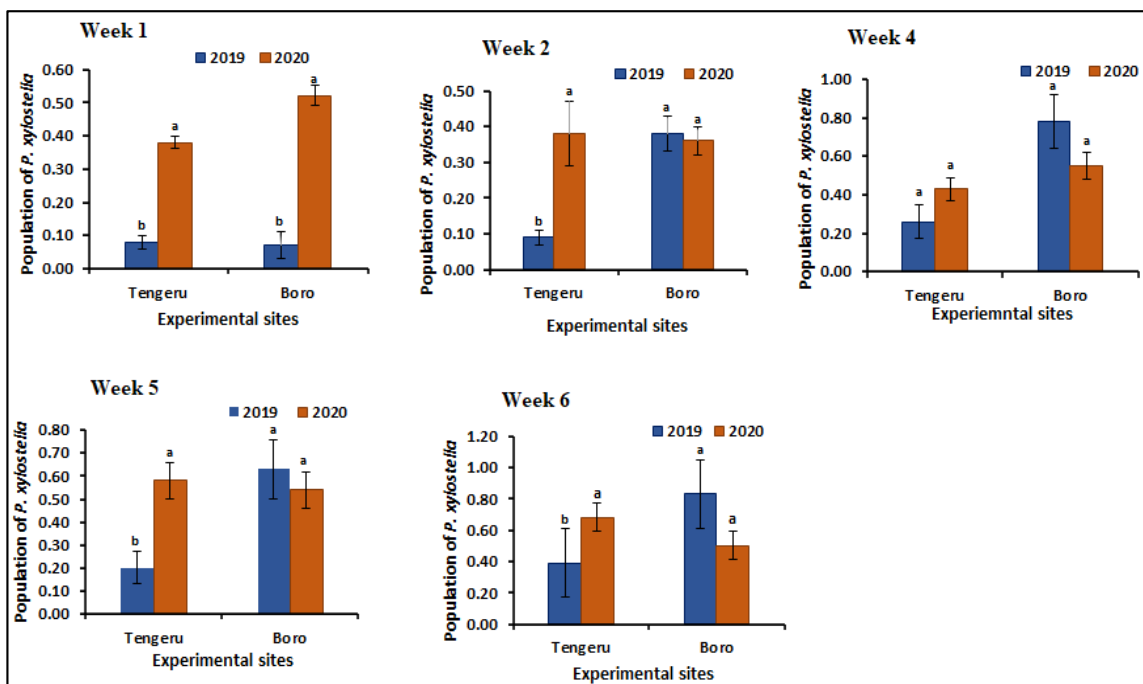 Week 1
2019 2020
Population of P. xylostella
0.60
0.50
0.40
0.30
0.20
0.10
0.00
b
a
b
a
Tengeru Boro
Experimental sites
Week 2
2019 2020
Population of P. xylostella
0.50
0.40
0.30
0.20
0.10
0.00
b
a
a
a
Tengeru Boro
Experimental sites
Week 4
2019 2020
Population of P. xylostella
1.00
0.80
0.60
0.40
0.20
0.00
a
a
a
a
Tengeru Boro
Experiemntal sites
Week 5
2019 2020
Population of P. xylostella
0.80
0.70
0.60
0.50
0.40
0.30
0.20
0.10
0.00
b
a
a
a
Tengeru Boro
Experimental sites
Week 6
2019 2020
Population of P. xylostella
1.20
1.00
0.80
0.60
0.40
0.20
0.00
b
a
a
a
Tengeru Boro
Experimental sites